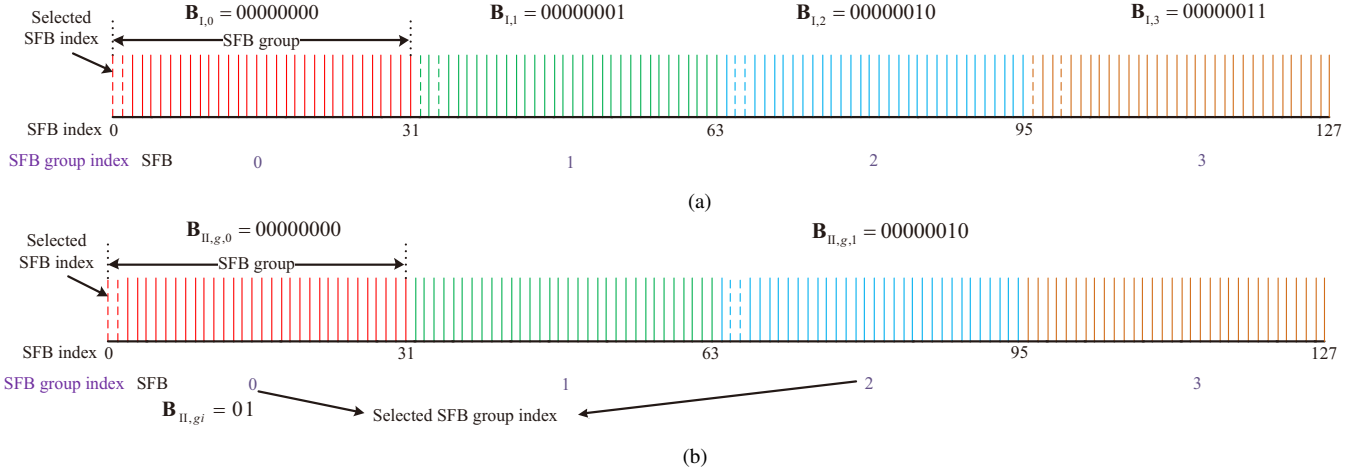 B_{I,0} = 00000000 B_{I,1} = 00000001 B_{I,2} = 00000010 B_{I,3} = 00000011
Selected
SFB index
SFB group
SFB index 0 31 63 95 127
SFB group index SFB 0 1 2 3
(a)
B_{II,g,0} = 00000000 B_{II,g,1} = 00000010
Selected
SFB index
SFB group
SFB index 0 31 63 95 127
SFB group index SFB 0 1 2 3
B_{II,gi} = 01 Selected SFB group index
(b)